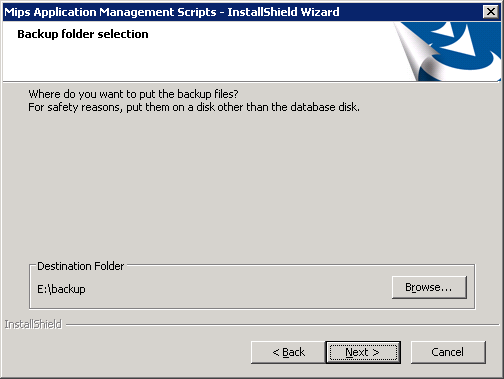 Mips Application Management Scripts - InstallShield Wizard
Backup folder selection
Where do you want to put the backup files?
For safety reasons, put them on a disk other than the database disk.
Destination Folder
E:\backup
Browse...
InstallShield
< Back
Next >
Cancel